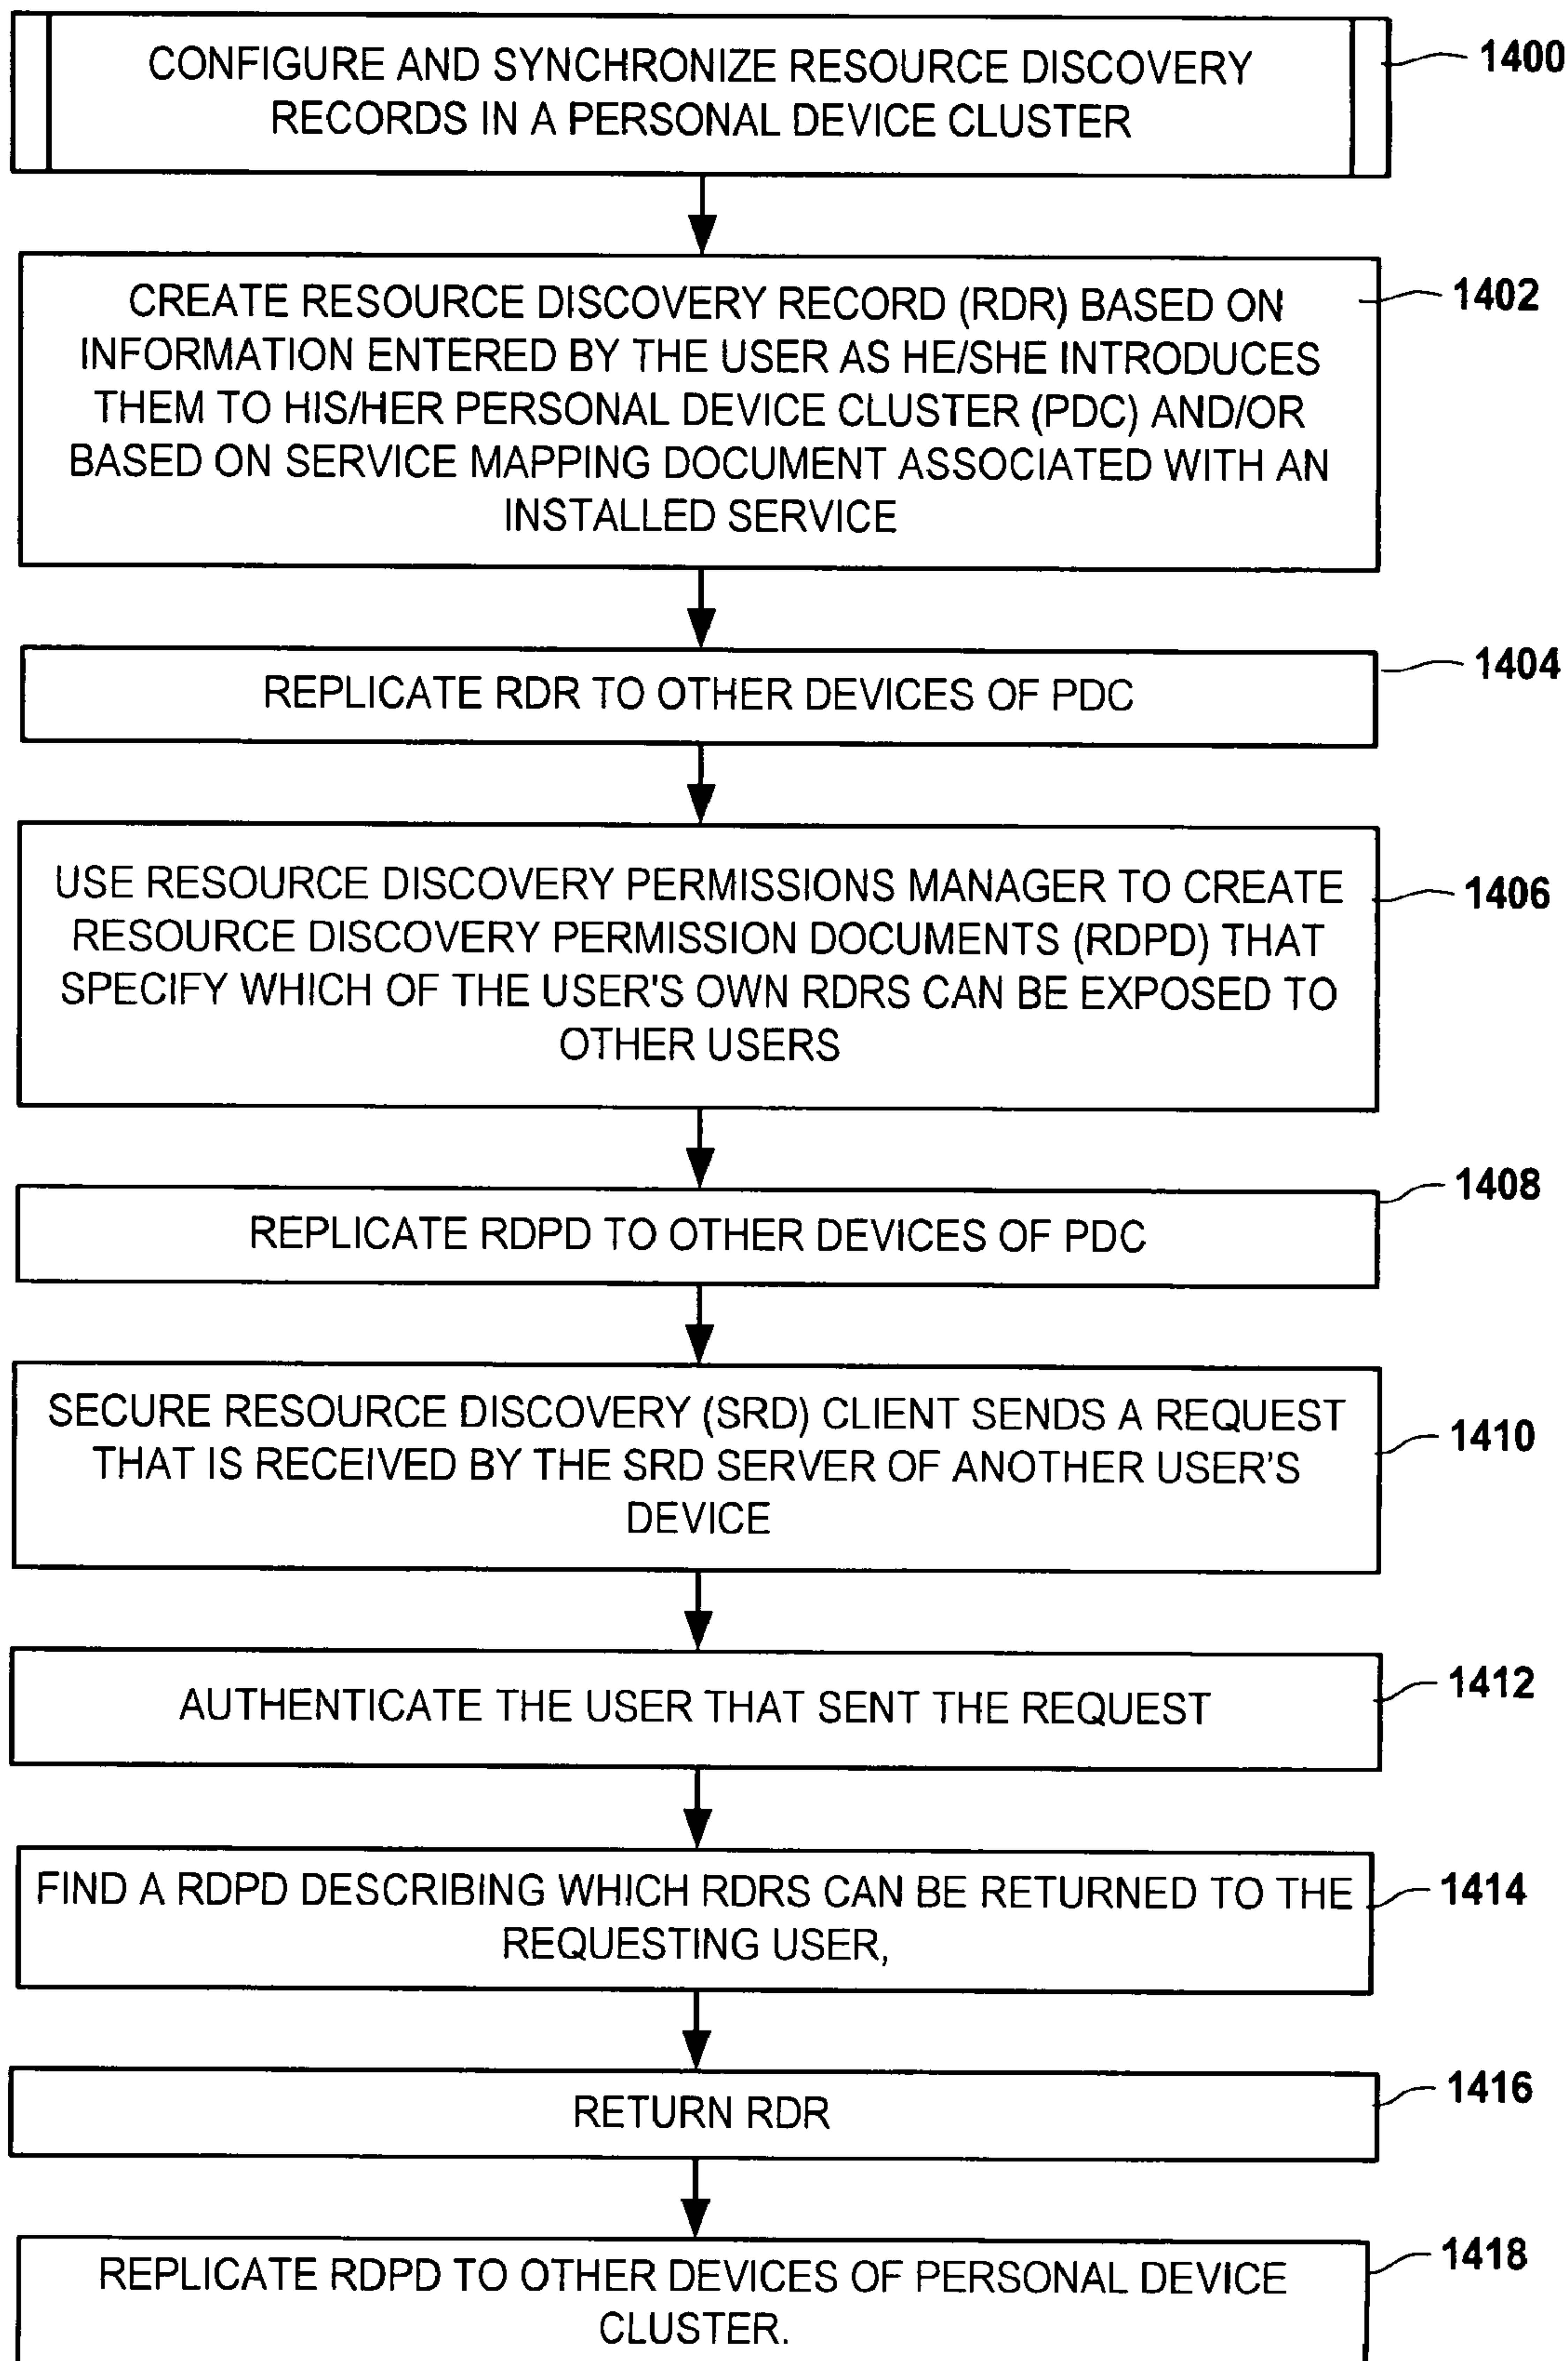 CONFIGURE AND SYNCHRONIZE RESOURCE DISCOVERY
RECORDS IN A PERSONAL DEVICE CLUSTER
1400
CREATE RESOURCE DISCOVERY RECORD (RDR) BASED ON
INFORMATION ENTERED BY THE USER AS HE/SHE INTRODUCES
THEM TO HIS/HER PERSONAL DEVICE CLUSTER (PDC) AND/OR
BASED ON SERVICE MAPPING DOCUMENT ASSOCIATED WITH AN
INSTALLED SERVICE
1402
REPLICATE RDR TO OTHER DEVICES OF PDC
1404
USE RESOURCE DISCOVERY PERMISSIONS MANAGER TO CREATE
RESOURCE DISCOVERY PERMISSION DOCUMENTS (RDPD) THAT
SPECIFY WHICH OF THE USER'S OWN RDRS CAN BE EXPOSED TO
OTHER USERS
1406
REPLICATE RDPD TO OTHER DEVICES OF PDC
1408
SECURE RESOURCE DISCOVERY (SRD) CLIENT SENDS A REQUEST
THAT IS RECEIVED BY THE SRD SERVER OF ANOTHER USER'S
DEVICE
1410
AUTHENTICATE THE USER THAT SENT THE REQUEST
1412
FIND A RDPD DESCRIBING WHICH RDRS CAN BE RETURNED TO THE
REQUESTING USER,
1414
RETURN RDR
1416
REPLICATE RDPD TO OTHER DEVICES OF PERSONAL DEVICE
CLUSTER.
1418